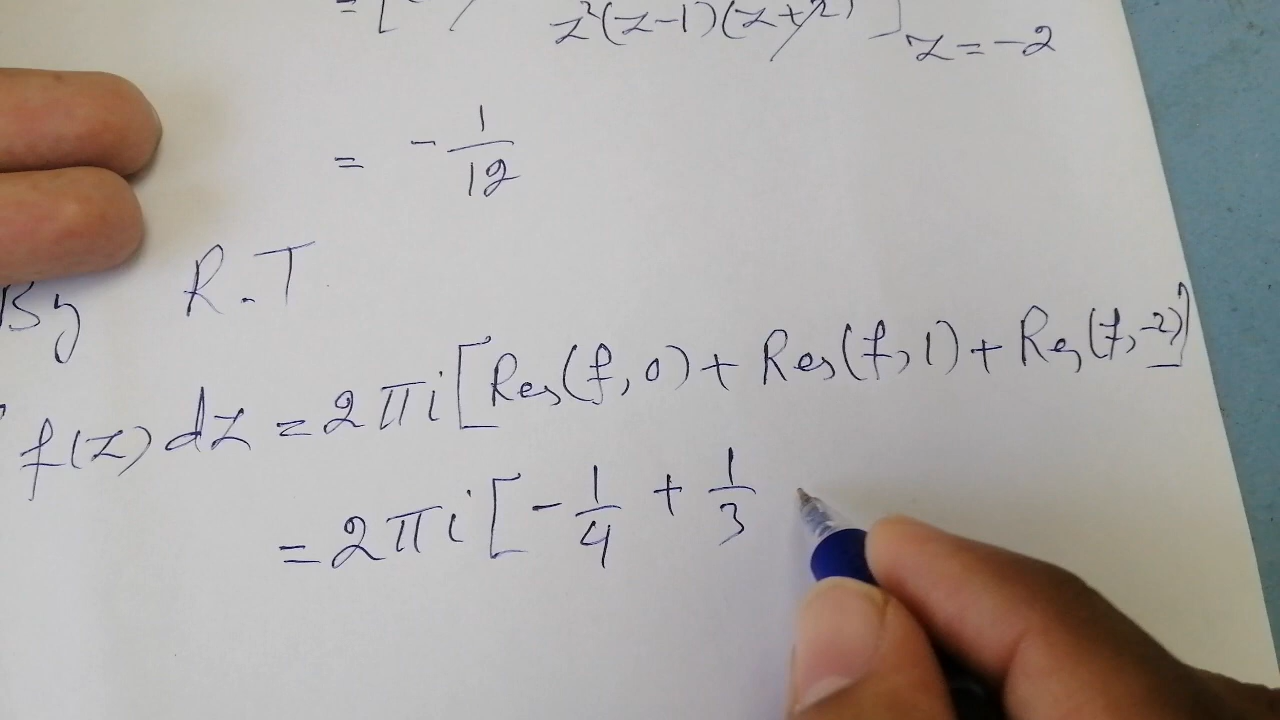 = [ z²(z-1)(z+2) ] z=-2
= - 1/12
By R.T
f(z)dz = 2πi[Res(f,0) + Res(f,1) + Res(f,-2)]
= 2πi[ - 1/4 + 1/3